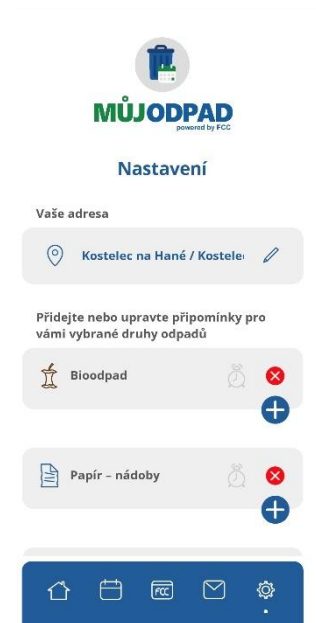 MŮJODPAD
powered by FCC
Nastavení
Vaše adresa
Kostelec na Hané / Kostele
Přidejte nebo upravte připomínky pro
vámi vybrané druhy odpadů
Bioodpad
Papír – nádoby
FCC